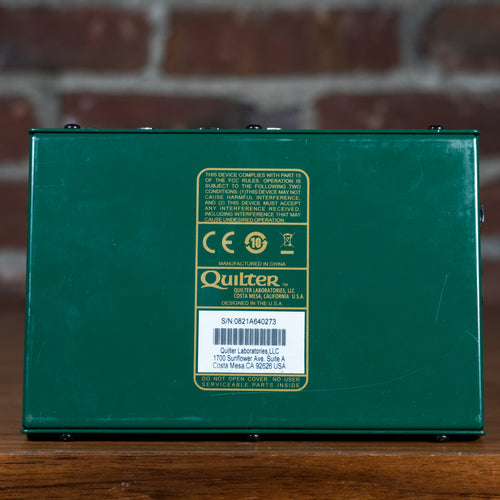 THIS DEVICE COMPLIES WITH PART 15
OF THE FCC RULES. OPERATION IS
SUBJECT TO THE FOLLOWING TWO
CONDITIONS: (1)THIS DEVICE MAY NOT
CAUSE HARMFUL INTERFERENCE,
AND (2) THIS DEVICE MUST ACCEPT
ANY INTERFERENCE RECEIVED,
INCLUDING INTERFERENCE THAT MAY
CAUSE UNDESIRED OPERATION
CE 10
MANUFACTURED IN CHINA
QUILTER™
QUILTER LABORATORIES, LLC
COSTA MESA, CALIFORNIA U.S.A.
DESIGNED IN THE U.S.A.
S/N:0821A640273
Quilter Laboratories,LLC
1700 Sunflower Ave. Suite A
Costa Mesa,CA 92626 USA
DO NOT OPEN COVER. NO USER
SERVICEABLE PARTS INSIDE